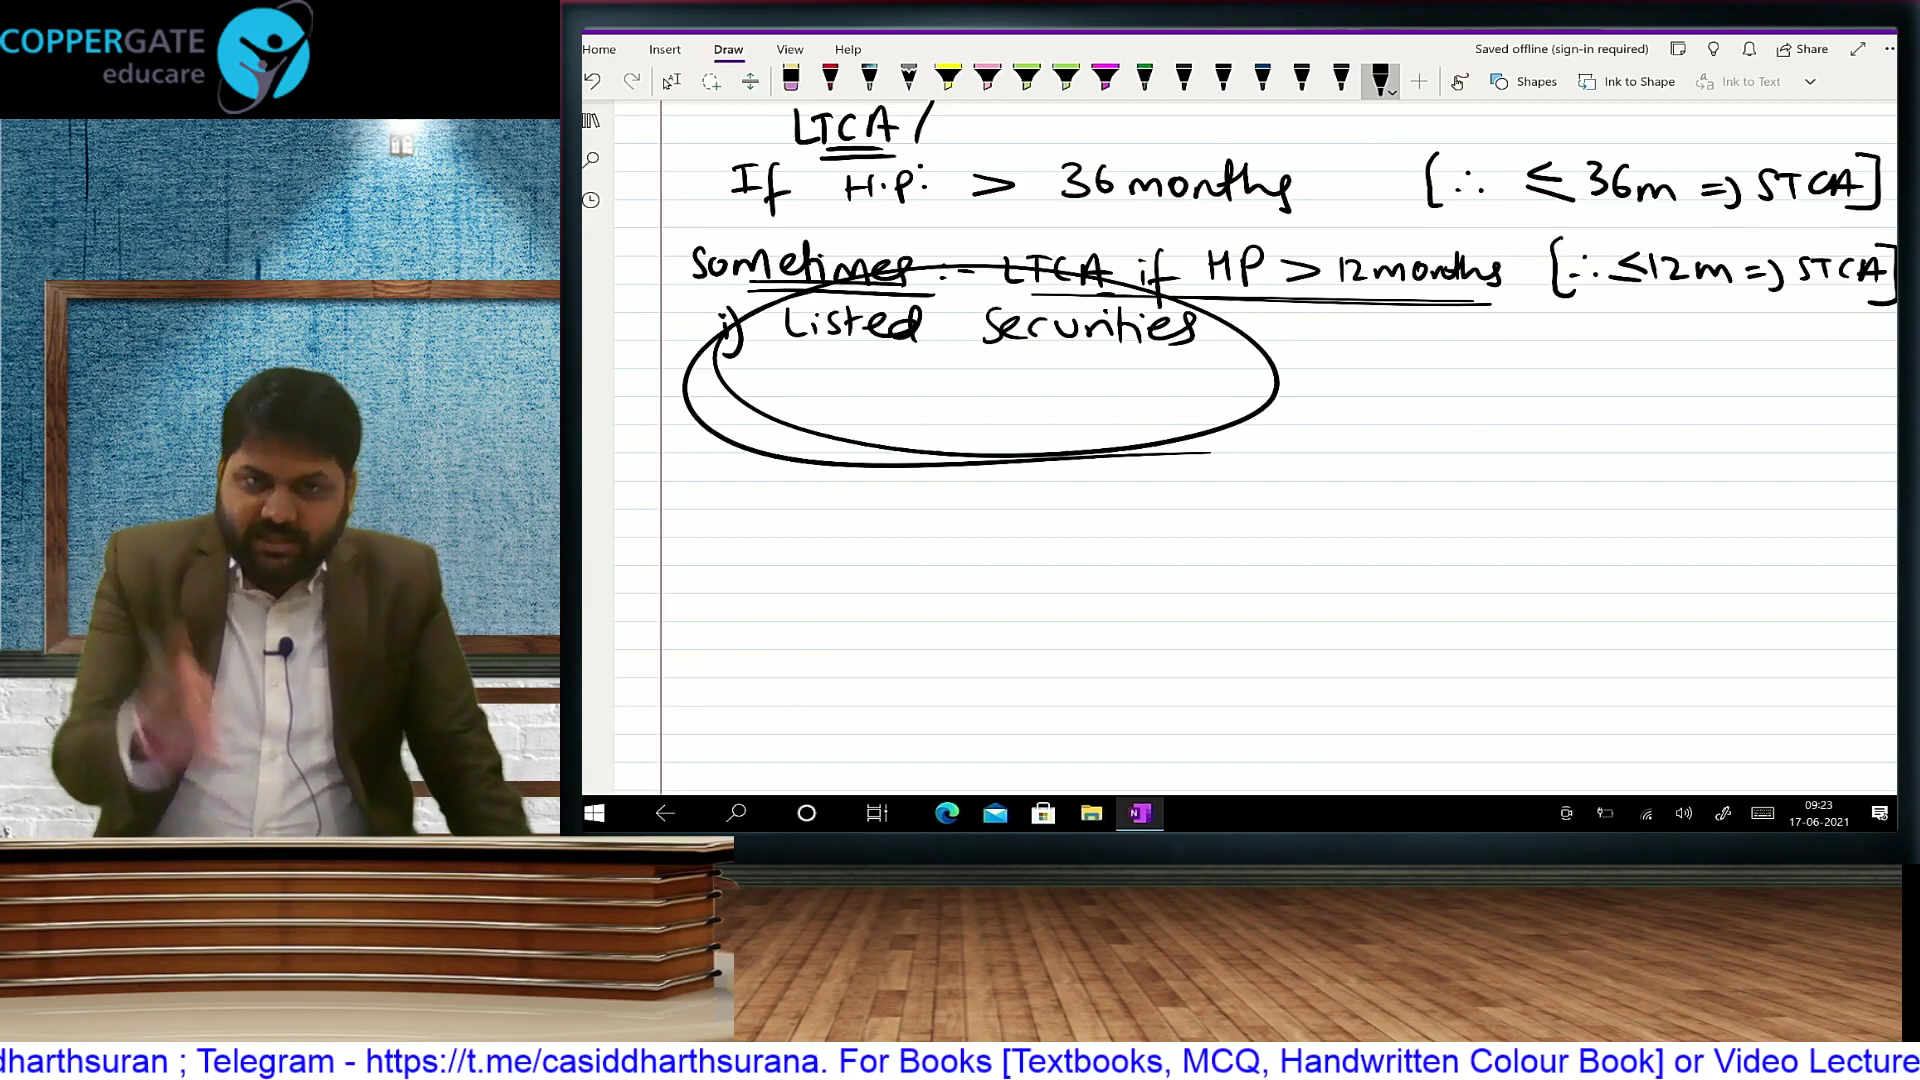 COPPERGATE
educare
Home Insert Draw View Help Saved offline (sign-in required) Share
Shapes Ink to Shape Ink to Text
LTCA /
If H.P. > 36 months [∴ ≤ 36m => STCA]
Sometimes :- LTCA if HP > 12 months [∴ ≤ 12m => STCA]
i) Listed Securities
09:23
17-06-2021
dharthsuran ; Telegram - https://t.me/casiddharthsurana. For Books [Textbooks, MCQ, Handwritten Colour Book] or Video Lecture